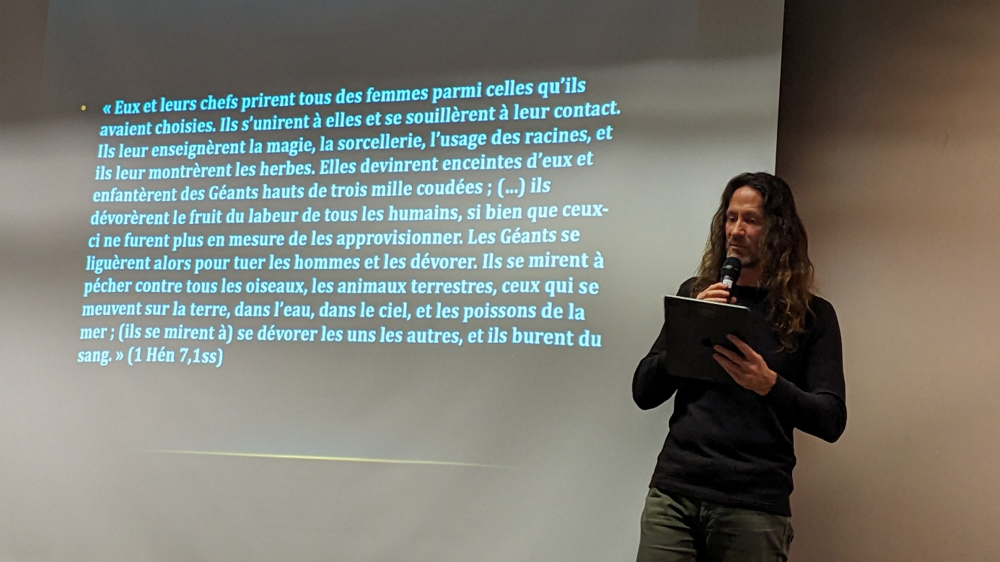 • « Eux et leurs chefs prirent tous des femmes parmi celles qu’ils
avaient choisies. Ils s’unirent à elles et se souillèrent à leur contact.
Ils leur enseignèrent la magie, la sorcellerie, l’usage des racines, et
ils leur montrèrent les herbes. Elles devinrent enceintes d’eux et
enfantèrent des Géants hauts de trois mille coudées ; (...) ils
dévorèrent le fruit du labeur de tous les humains, si bien que ceux-
ci ne furent plus en mesure de les approvisionner. Les Géants se
liguèrent alors pour tuer les hommes et les dévorer. Ils se mirent à
pécher contre tous les oiseaux, les animaux terrestres, ceux qui se
meuvent sur la terre, dans l’eau, dans le ciel, et les poissons de la
mer ; (ils se mirent à) se dévorer les uns les autres, et ils burent du
sang. » (1 Hén 7,1ss)